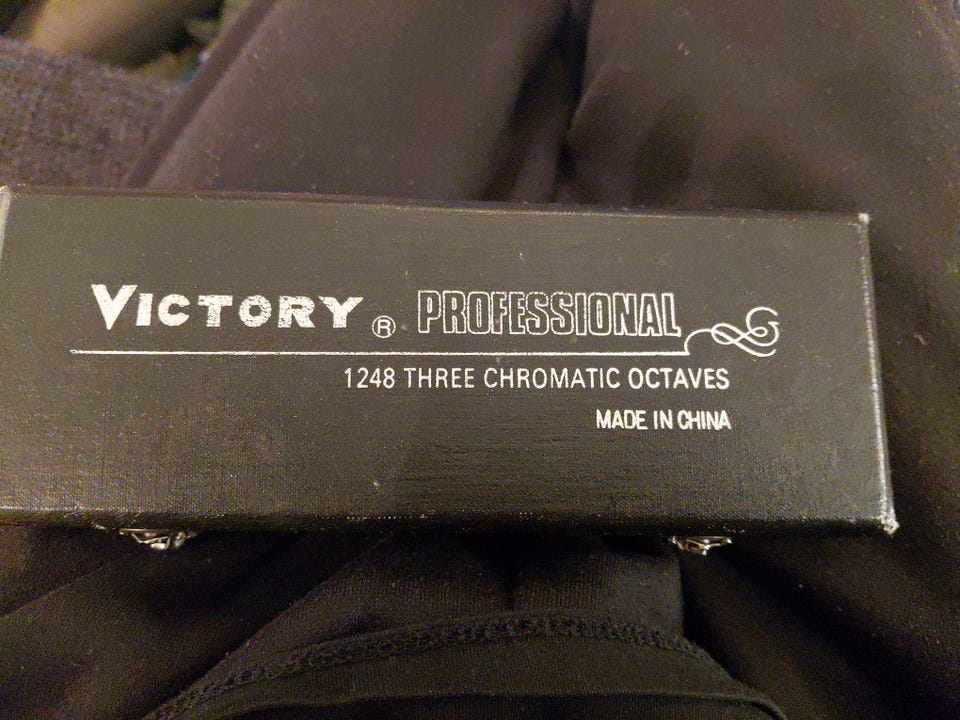 VICTORY ® PROFESSIONAL
1248 THREE CHROMATIC OCTAVES
MADE IN CHINA